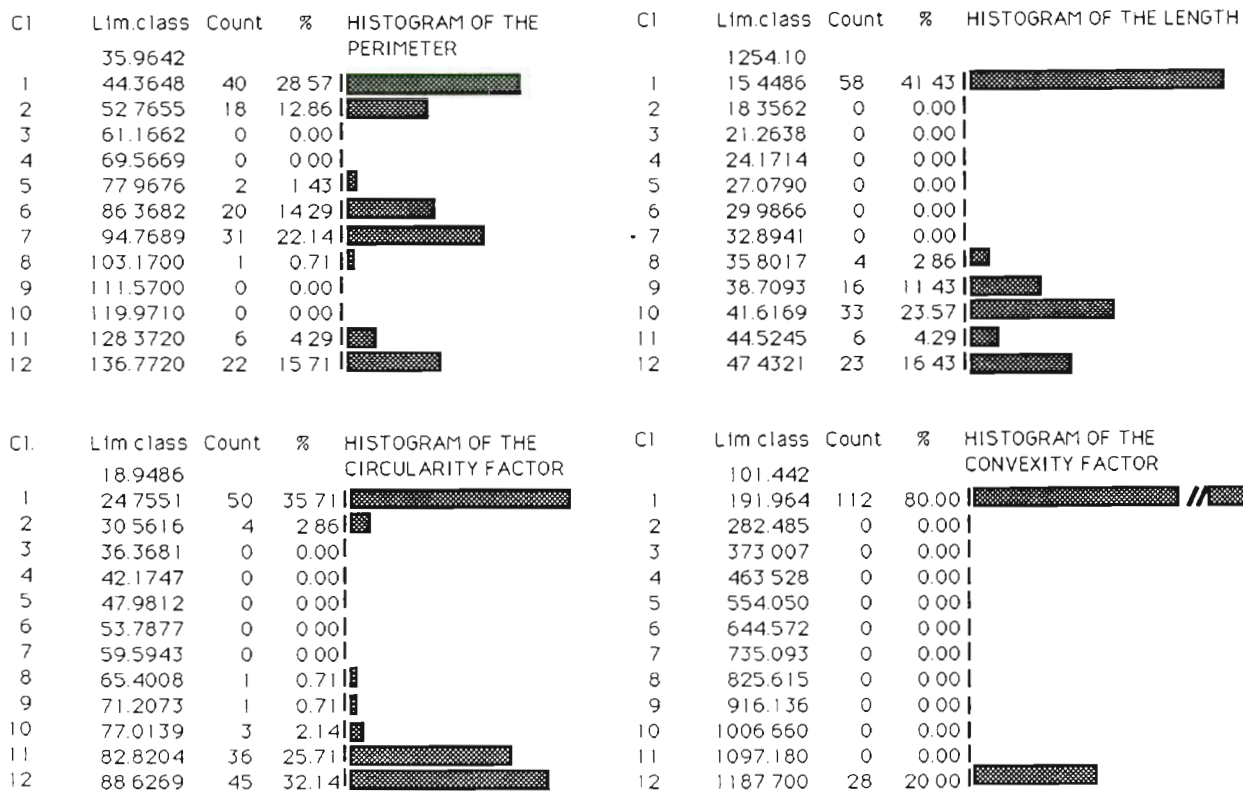 Cl Lim.class Count % HISTOGRAM OF THE
PERIMETER
35.9642
1 44.3648 40 28 57
2 52.7655 18 12.86
3 61.1662 0 0.00
4 69.5669 0 0 00
5 77 9676 2 1 43
6 86 3682 20 14 29
7 94.7689 31 22.14
8 103.1700 1 0.71
9 111.5700 0 0.00
10 119.9710 0 0 00
11 128 3720 6 4 29
12 136.7720 22 15 71
Cl Lim.class Count % HISTOGRAM OF THE LENGTH
1254.10
1 15 4486 58 41 43
2 18 3562 0 0.00
3 21.2638 0 0.00
4 24.1714 0 0 00
5 27.0790 0 0.00
6 29 9866 0 0.00
7 32.8941 0 0.00
8 35 8017 4 2 86
9 38.7093 16 11 43
10 41.6169 33 23.57
11 44.5245 6 4.29
12 47 4321 23 16 43
Cl. Lim class Count % HISTOGRAM OF THE
CIRCULARITY FACTOR
18.9486
1 24 7551 50 35 71
2 30 5616 4 2 86
3 36.3681 0 0.00
4 42.1747 0 0 00
5 47.9812 0 0 00
6 53.7877 0 0 00
7 59.5943 0 0 00
8 65.4008 1 0.71
9 71.2073 1 0.71
10 77.0139 3 2.14
11 82.8204 36 25.71
12 88 6269 45 32.14
Cl Lim class Count % HISTOGRAM OF THE
CONVEXITY FACTOR
101.442
1 191.964 112 80.00
2 282.485 0 0.00
3 373 007 0 0.00
4 463 528 0 0 00
5 554.050 0 0.00
6 644.572 0 0 00
7 735.093 0 0.00
8 825.615 0 0 00
9 916.136 0 0 00
10 1006 660 0 0.00
11 1097.180 0 0.00
12 1187 700 28 20 00